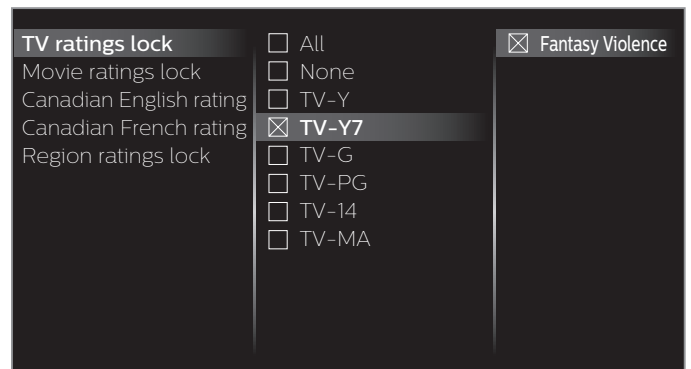 TV ratings lock
Movie ratings lock
Canadian English rating
Canadian French rating
Region ratings lock
All
None
TV-Y
TV-Y7
TV-G
TV-PG
TV-14
TV-MA
Fantasy Violence